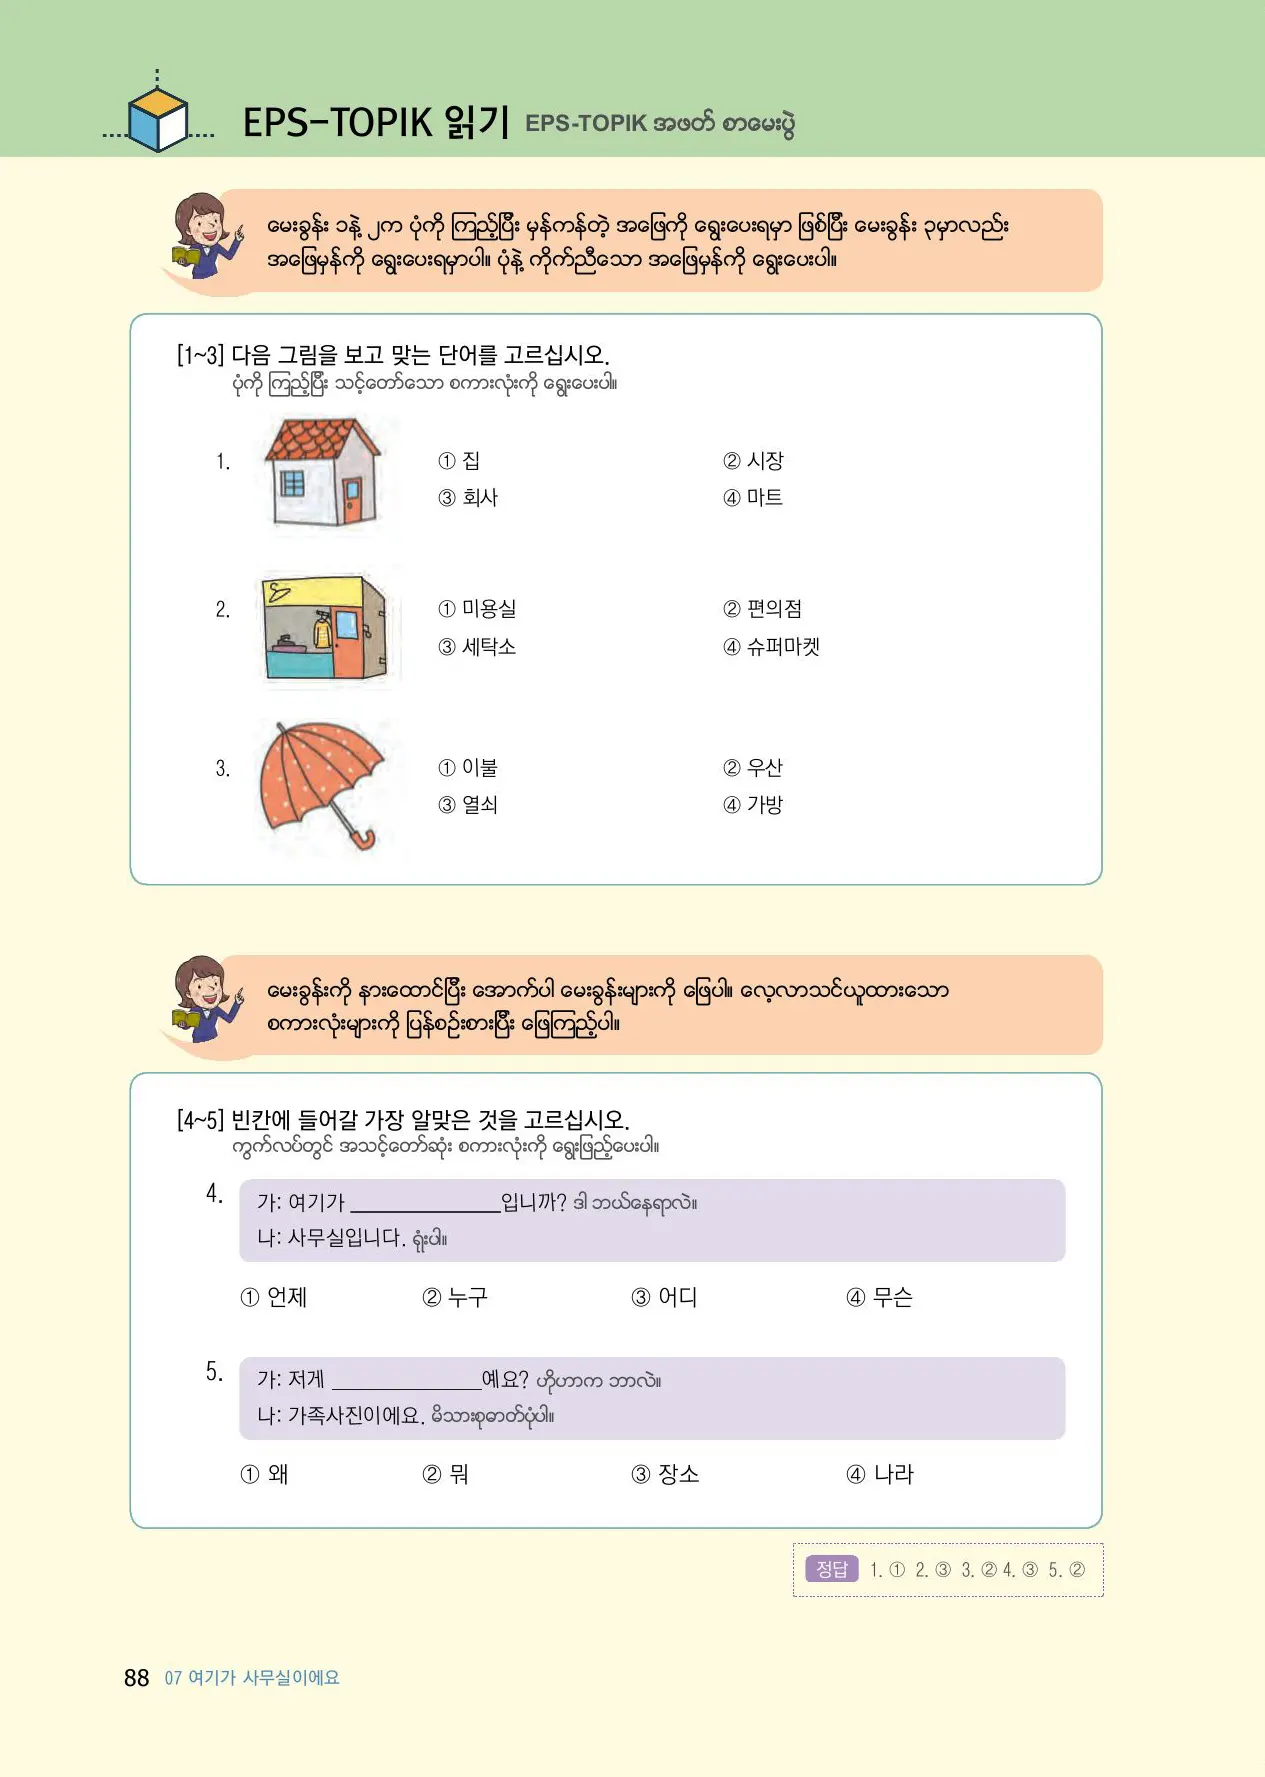 EPS-TOPIK 읽기 EPS-TOPIK အဖတ် စာမေးပွဲ
မေးခွန်း ၁နဲ့ ၂က ပုံကို ကြည့်ပြီး မှန်ကန်တဲ့ အဖြေကို ရွေးပေးရမှာ ဖြစ်ပြီး မေးခွန်း ၃မှာလည်း
အဖြေမှန်ကို ရွေးပေးရမှာပါ။ ပုံနဲ့ ကိုက်ညီသော အဖြေမှန်ကို ရွေးပေးပါ။
[1~3] 다음 그림을 보고 맞는 단어를 고르십시오.
ပုံကို ကြည့်ပြီး သင့်တော်သော စကားလုံးကို ရွေးပေးပါ။
1. ① 집 ② 시장
③ 회사 ④ 마트
2. ① 미용실 ② 편의점
③ 세탁소 ④ 슈퍼마켓
3. ① 이불 ② 우산
③ 열쇠 ④ 가방
မေးခွန်းကို နားထောင်ပြီး အောက်ပါ မေးခွန်းများကို ဖြေပါ။ လေ့လာသင်ယူထားသော
စကားလုံးများကို ပြန်စဉ်းစားပြီး ဖြေကြည့်ပါ။
[4~5] 빈칸에 들어갈 가장 알맞은 것을 고르십시오.
ကွက်လပ်တွင် အသင့်တော်ဆုံး စကားလုံးကို ရွေးဖြည့်ပေးပါ။
4. 가: 여기가 ______________입니까? ဒါ ဘယ်နေရာလဲ။
나: 사무실입니다. ရုံးပါ။
① 언제 ② 누구 ③ 어디 ④ 무슨
5. 가: 저게 ______________예요? ဟိုဟာက ဘာလဲ။
나: 가족사진이에요. မိသားစုဓာတ်ပုံပါ။
① 왜 ② 뭐 ③ 장소 ④ 나라
정답 1. ① 2. ③ 3. ② 4. ③ 5. ②
88 07 여기가 사무실이에요